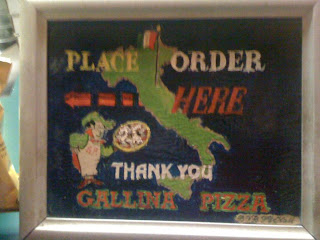 PLACE ORDER
HERE
THANK YOU
GALLINA PIZZA